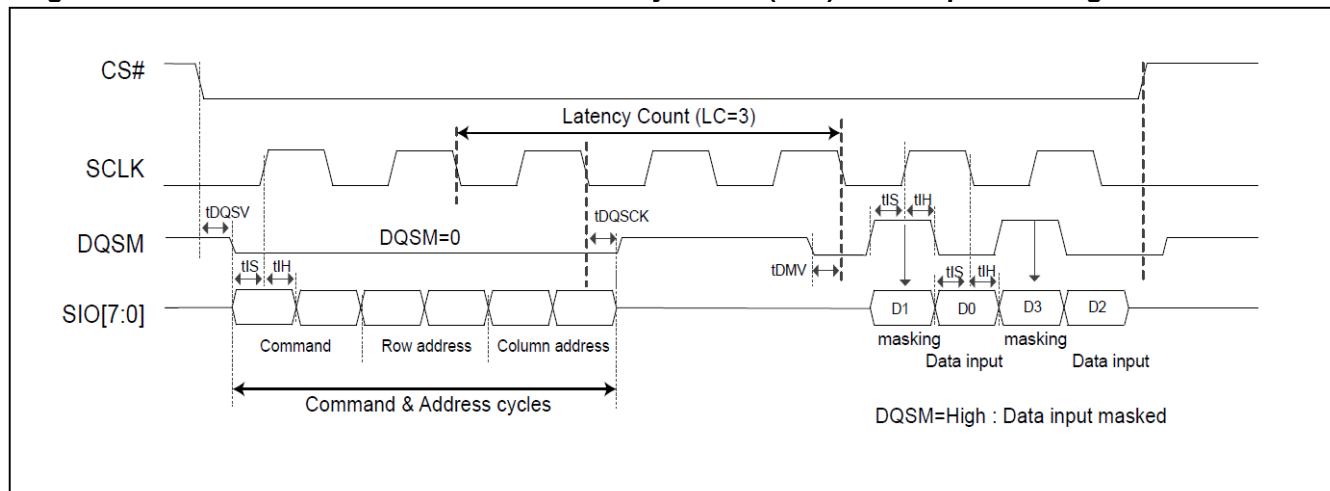 CS#
Latency Count (LC=3)
SCLK
tDQSV
tDQSCK
tIS
tIH
DQSM
DQSM=0
tIS
tIH
tDMV
tIS
tIH
SIO[7:0]
D1
D0
D3
D2
Command
Row address
Column address
masking
masking
Data input
Data input
Command & Address cycles
DQSM=High : Data input masked